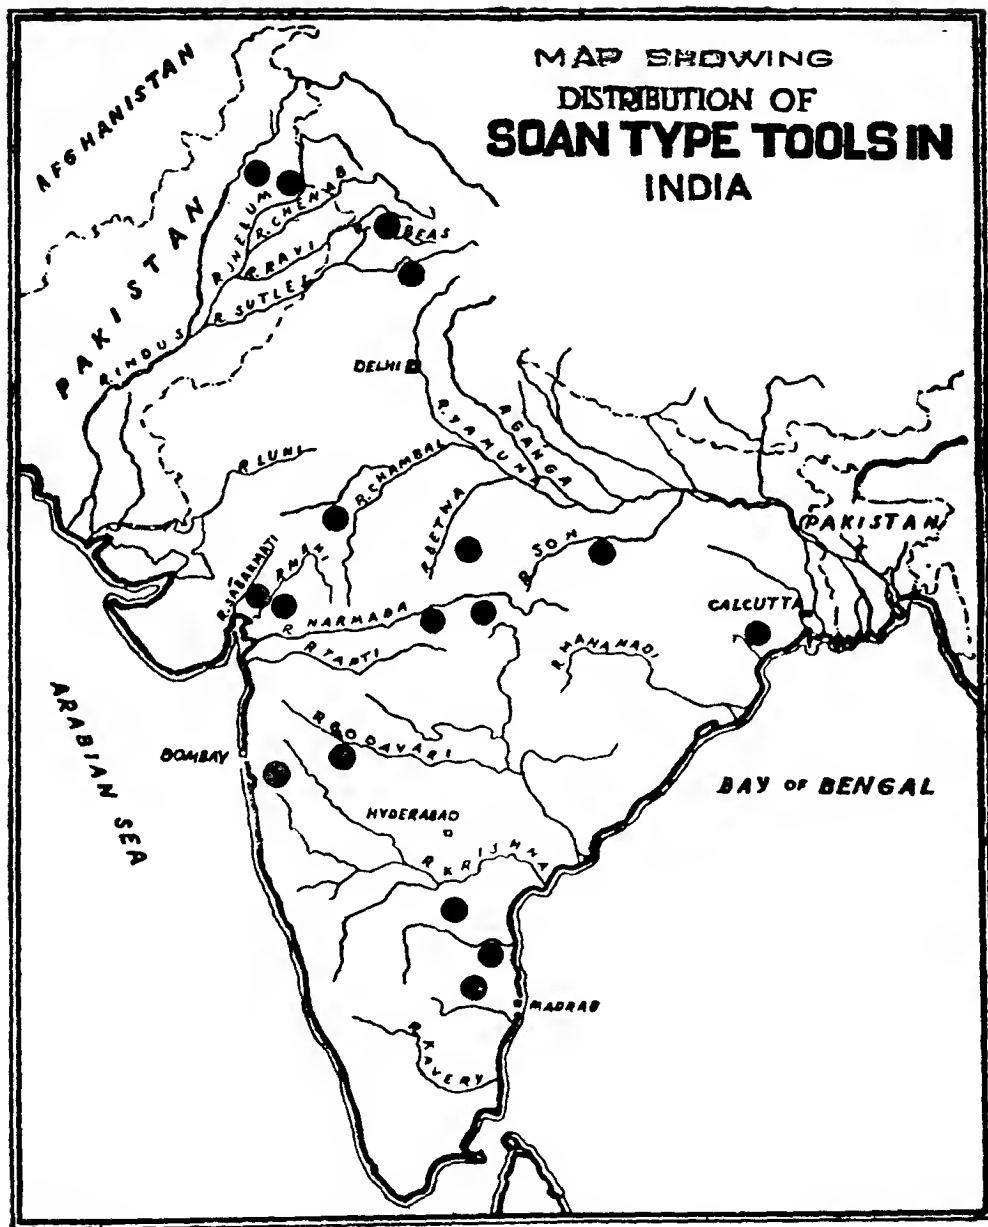 MAP SHOWING
DISTRIBUTION OF
SOAN TYPE TOOLS IN
INDIA
AFGHANISTAN
PAKISTAN
R. JHELUM
R. CHENAB
BEAS
R. RAVI
R. SUTLEJ
R. INDUS
DELHI
R. YAMUNA
R GANGA
R LUNI
R. CHAMBAL
R BETWA
R SON
PAKISTAN
R. SABARMATI
R MAHI
R NARMADA
R TAPTI
R MAHANADI
CALCUTTA
ARABIAN SEA
BOMBAY
R GODAVARI
BAY OF BENGAL
HYDERABAD
R KRISHNA
MADRAS
R KAVERY